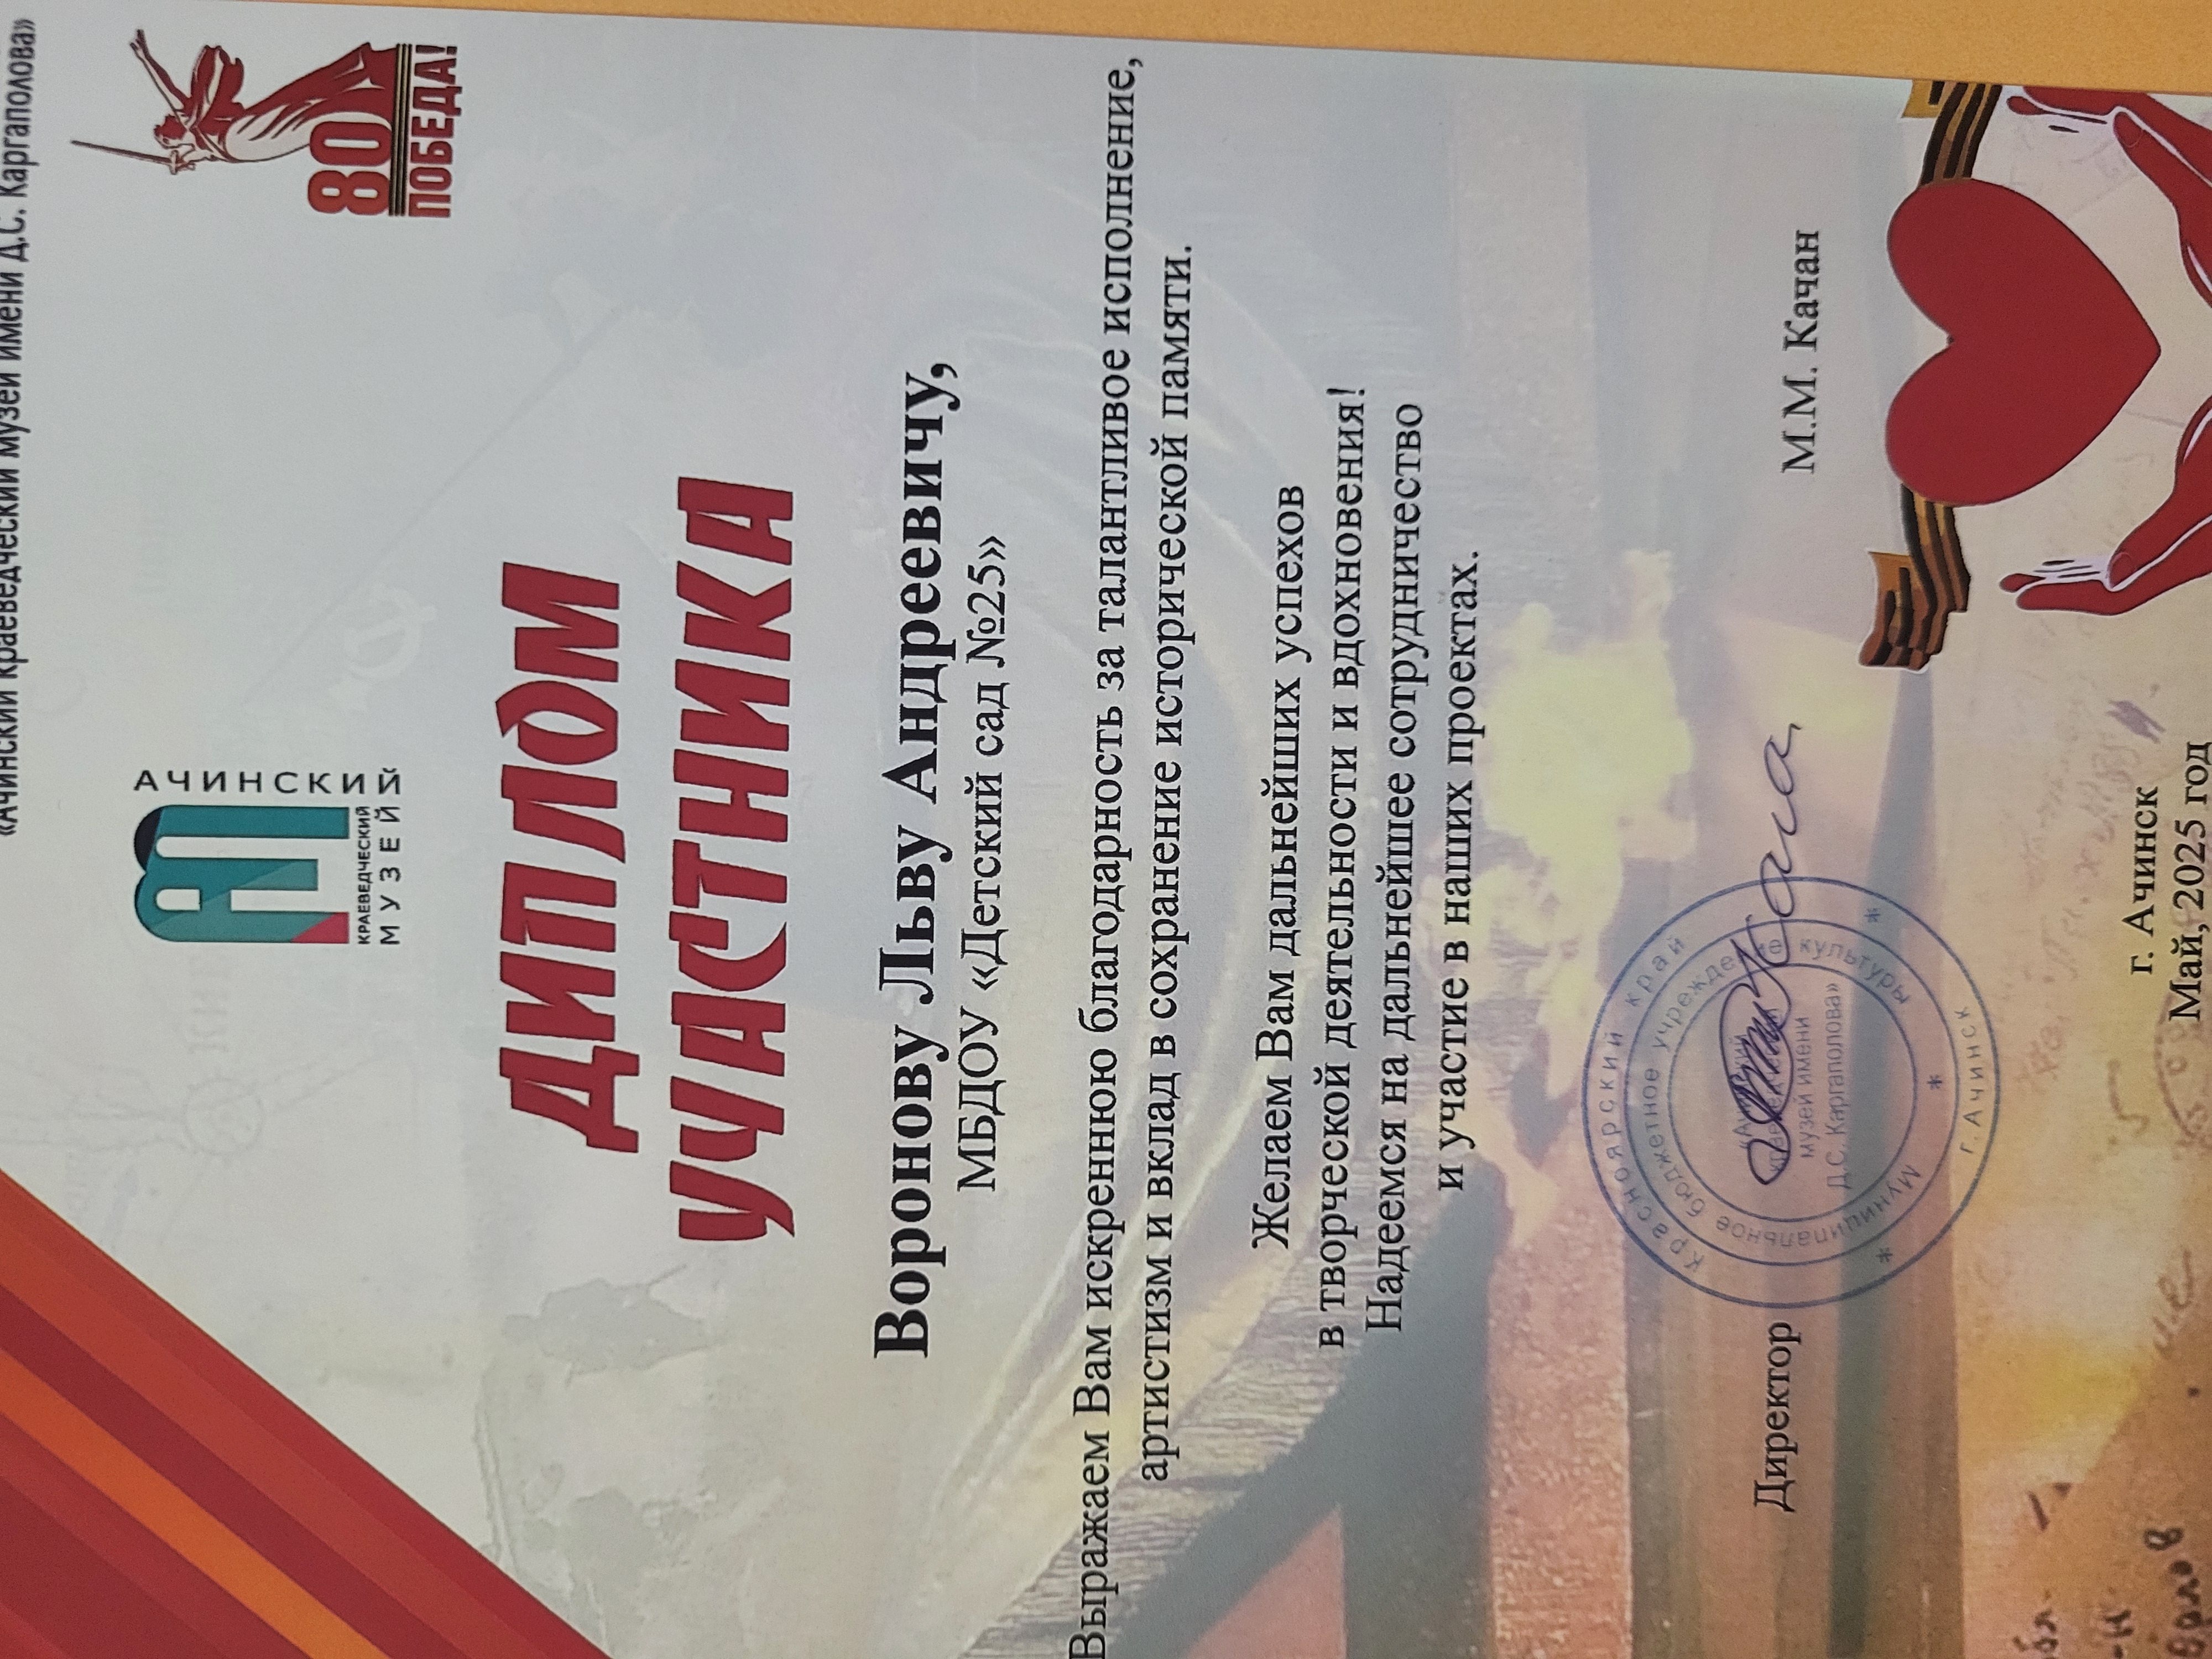 «Ачинский краеведческий музей имени Д.С. Каргаполова»
АЧИНСКИЙ
КРАЕВЕДЧЕСКИЙ
МУЗЕЙ
80
ПОБЕДА!
ДИПЛОМ
УЧАСТНИКА
Воронову Льву Андреевичу,
МБДОУ «Детский сад №25»
Выражаем Вам искреннюю благодарность за талантливое исполнение,
артистизм и вклад в сохранение исторической памяти.
Желаем Вам дальнейших успехов
в творческой деятельности и вдохновения!
Надеемся на дальнейшее сотрудничество
и участие в наших проектах.
Директор
М.М. Качан
Красноярский край
Муниципальное бюджетное учреждение культуры
музей имени
Д.С. Каргаполова»
г. Ачинск
г. Ачинск
Май, 2025 год